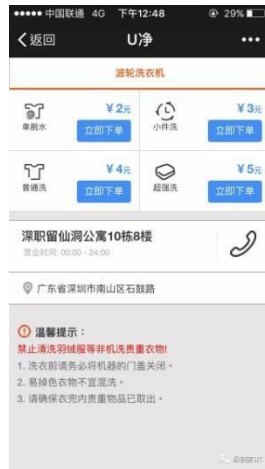 中国联通 4G 下午12:48 29%
返回 U净
波轮洗衣机
¥2元 ¥3元
单脱水 立即下单 小件洗 立即下单
¥4元 ¥5元
普通洗 立即下单 超强洗 立即下单
深职留仙洞公寓10栋8楼
营业时间: 00:00 - 24:00
广东省深圳市南山区石鼓路
温馨提示：
禁止清洗羽绒服等非机洗贵重衣物!
1. 洗衣前请务必将机器的门盖关闭。
2. 易掉色衣物不宜混洗。
3. 请确保衣兜内贵重物品已取出。